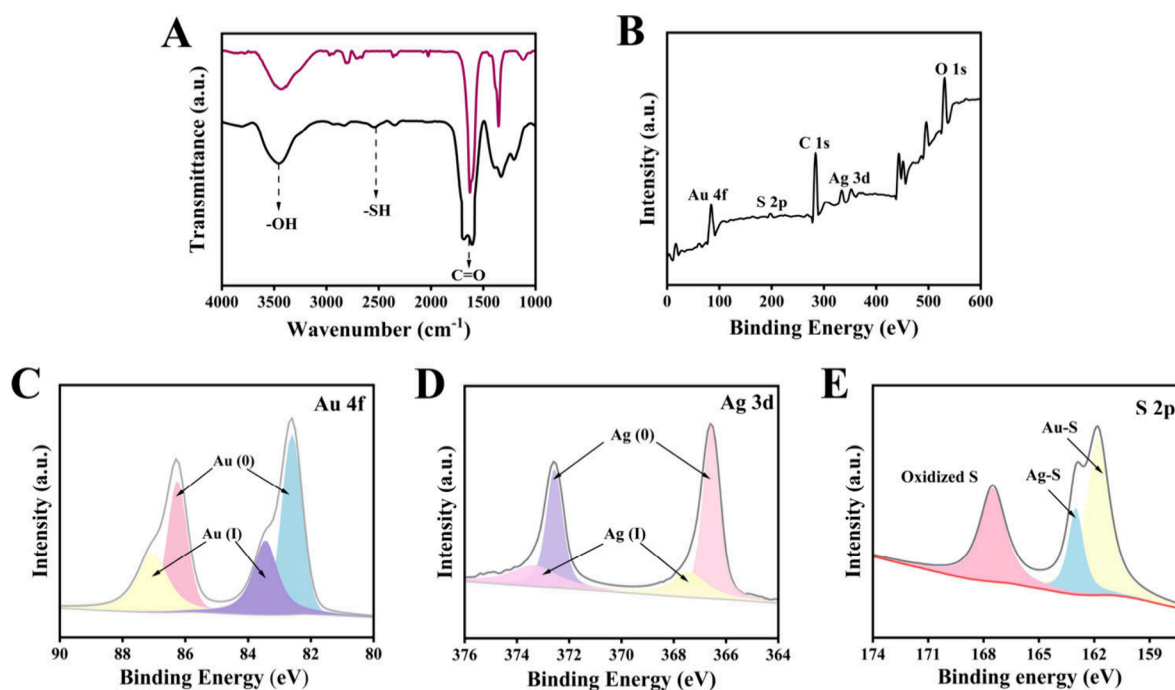 A
Transmittance (a.u.)
-OH
-SH
C=O
4000 3500 3000 2500 2000 1500 1000
Wavenumber (cm⁻¹)
B
Intensity (a.u.)
Au 4f
S 2p
C 1s
Ag 3d
O 1s
0 100 200 300 400 500 600
Binding Energy (eV)
C
Au 4f
Intensity (a.u.)
Au (0)
Au (I)
90 88 86 84 82 80
Binding Energy (eV)
D
Ag 3d
Intensity (a.u.)
Ag (0)
Ag (I)
376 374 372 370 368 366 364
Binding Energy (eV)
E
S 2p
Intensity (a.u.)
Au-S
Oxidized S
Ag-S
174 171 168 165 162 159
Binding energy (eV)